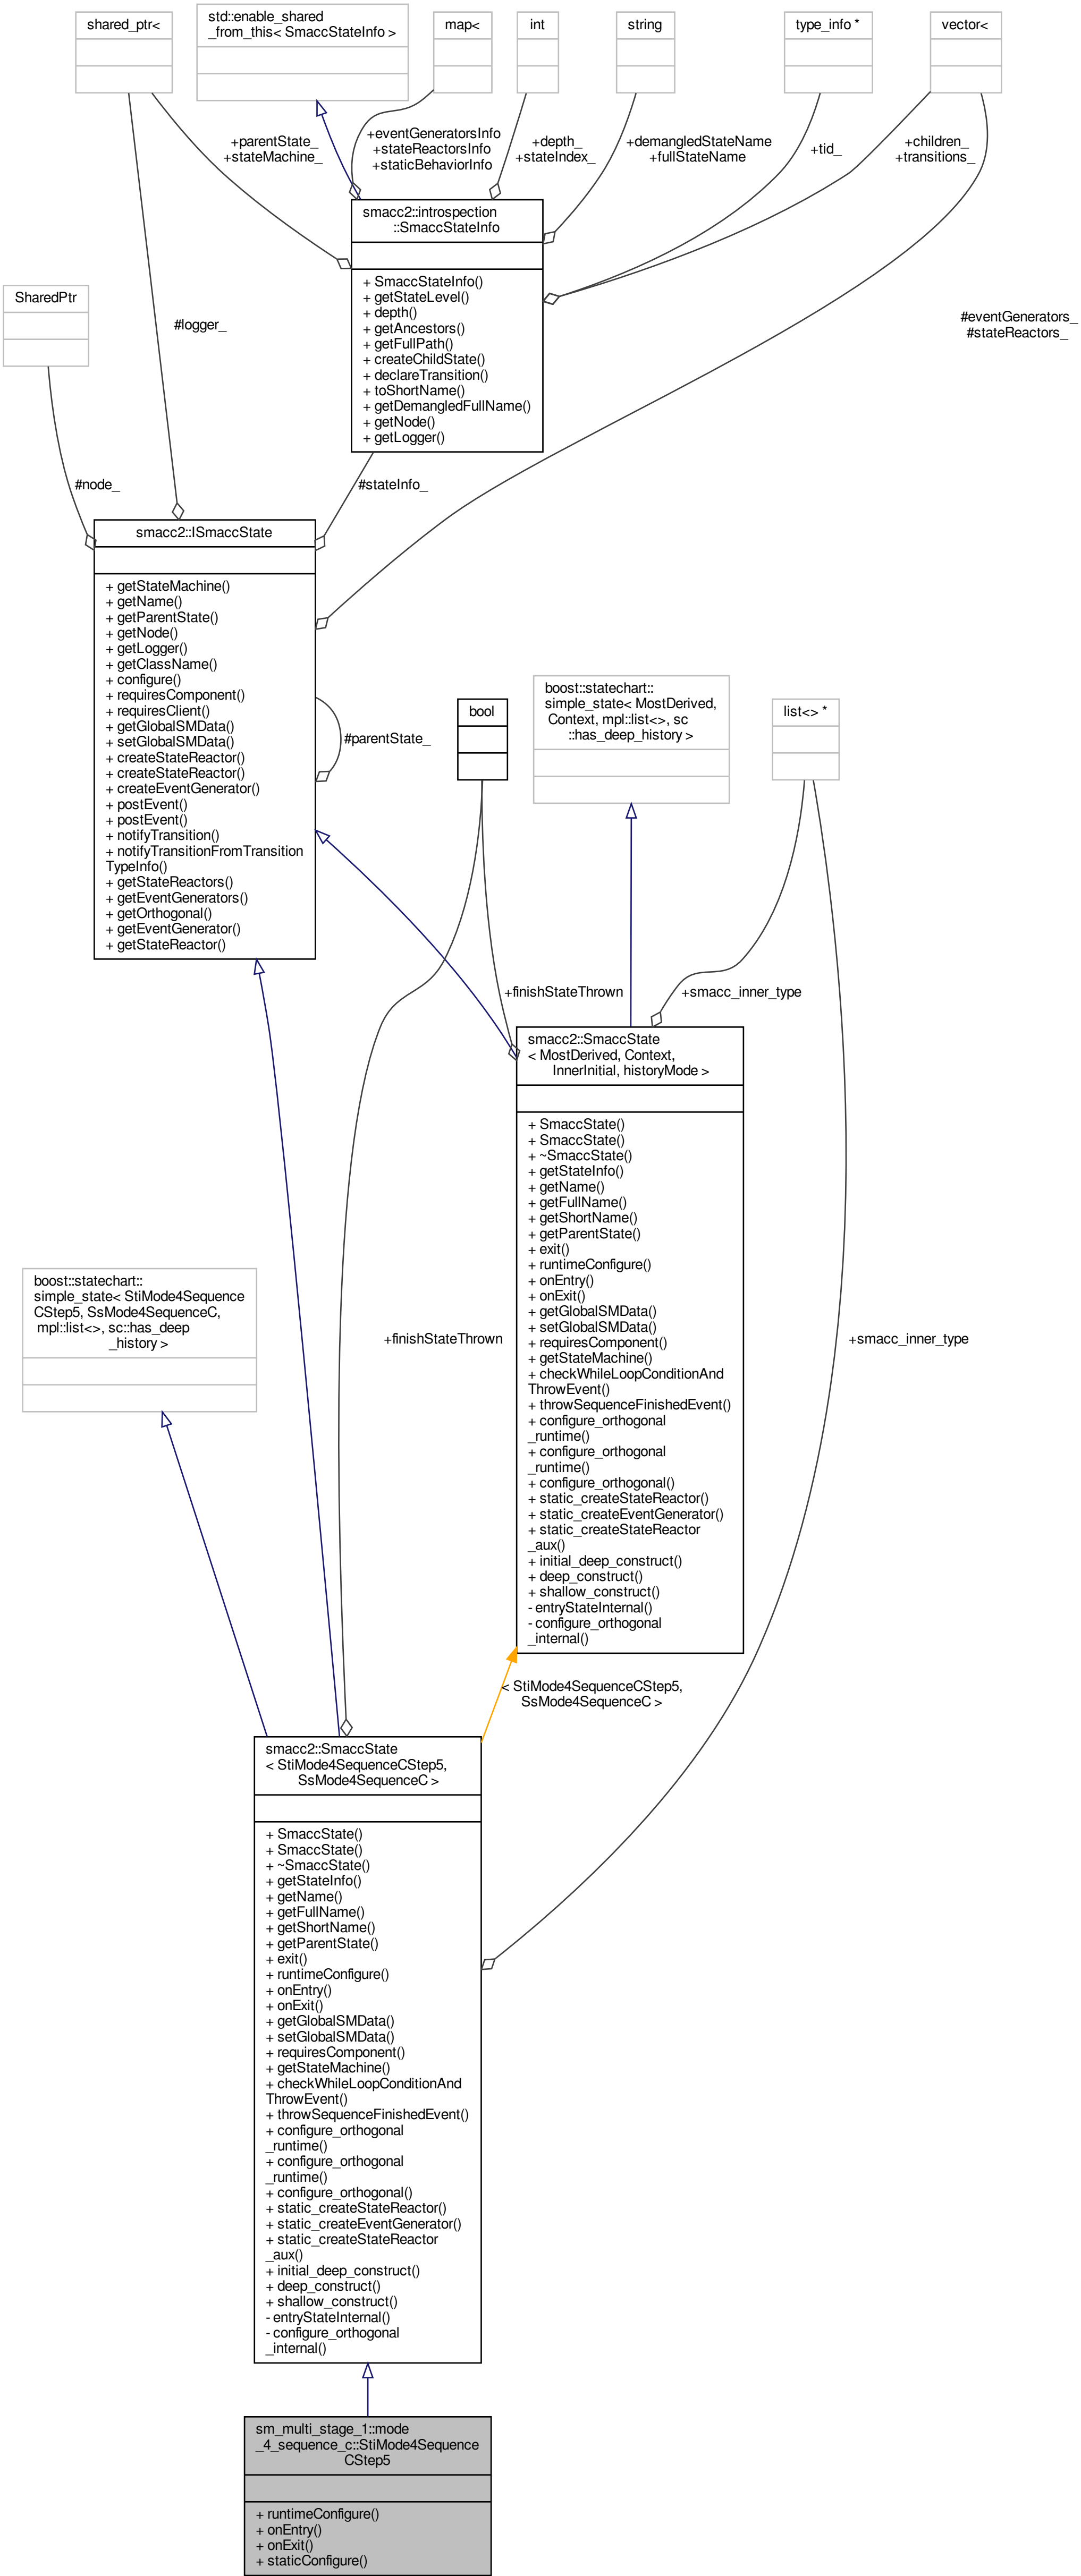 shared_ptr<
std::enable_shared
_from_this< SmaccStateInfo >
map<
int
string
type_info *
vector<
+parentState_
+stateMachine_
+eventGeneratorsInfo
+stateReactorsInfo
+staticBehaviorInfo
+depth_
+stateIndex_
+demangledStateName
+fullStateName
+tid_
+children_
+transitions_
smacc2::introspection
::SmaccStateInfo
+ SmaccStateInfo()
+ getStateLevel()
+ depth()
+ getAncestors()
+ getFullPath()
+ createChildState()
+ declareTransition()
+ toShortName()
+ getDemangledFullName()
+ getNode()
+ getLogger()
SharedPtr
#logger_
#eventGenerators_
#stateReactors_
#node_
#stateInfo_
smacc2::ISmaccState
+ getStateMachine()
+ getName()
+ getParentState()
+ getNode()
+ getLogger()
+ getClassName()
+ configure()
+ requiresComponent()
+ requiresClient()
+ getGlobalSMData()
+ setGlobalSMData()
+ createStateReactor()
+ createStateReactor()
+ createEventGenerator()
+ postEvent()
+ postEvent()
+ notifyTransition()
+ notifyTransitionFromTransition
TypeInfo()
+ getStateReactors()
+ getEventGenerators()
+ getOrthogonal()
+ getEventGenerator()
+ getStateReactor()
#parentState_
bool
boost::statechart::
simple_state< MostDerived,
Context, mpl::list<>, sc
::has_deep_history >
list<> *
+finishStateThrown
+smacc_inner_type
smacc2::SmaccState
< MostDerived, Context,
InnerInitial, historyMode >
+ SmaccState()
+ SmaccState()
+ ~SmaccState()
+ getStateInfo()
+ getName()
+ getFullName()
+ getShortName()
+ getParentState()
+ exit()
+ runtimeConfigure()
+ onEntry()
+ onExit()
+ getGlobalSMData()
+ setGlobalSMData()
+ requiresComponent()
+ getStateMachine()
+ checkWhileLoopConditionAnd
ThrowEvent()
+ throwSequenceFinishedEvent()
+ configure_orthogonal
_runtime()
+ configure_orthogonal
_runtime()
+ configure_orthogonal()
+ static_createStateReactor()
+ static_createEventGenerator()
+ static_createStateReactor
_aux()
+ initial_deep_construct()
+ deep_construct()
+ shallow_construct()
- entryStateInternal()
- configure_orthogonal
_internal()
boost::statechart::
simple_state< StiMode4Sequence
CStep5, SsMode4SequenceC,
mpl::list<>, sc::has_deep
_history >
+finishStateThrown
+smacc_inner_type
< StiMode4SequenceCStep5,
SsMode4SequenceC >
smacc2::SmaccState
< StiMode4SequenceCStep5,
SsMode4SequenceC >
+ SmaccState()
+ SmaccState()
+ ~SmaccState()
+ getStateInfo()
+ getName()
+ getFullName()
+ getShortName()
+ getParentState()
+ exit()
+ runtimeConfigure()
+ onEntry()
+ onExit()
+ getGlobalSMData()
+ setGlobalSMData()
+ requiresComponent()
+ getStateMachine()
+ checkWhileLoopConditionAnd
ThrowEvent()
+ throwSequenceFinishedEvent()
+ configure_orthogonal
_runtime()
+ configure_orthogonal
_runtime()
+ configure_orthogonal()
+ static_createStateReactor()
+ static_createEventGenerator()
+ static_createStateReactor
_aux()
+ initial_deep_construct()
+ deep_construct()
+ shallow_construct()
- entryStateInternal()
- configure_orthogonal
_internal()
sm_multi_stage_1::mode
_4_sequence_c::StiMode4Sequence
CStep5
+ runtimeConfigure()
+ onEntry()
+ onExit()
+ staticConfigure()